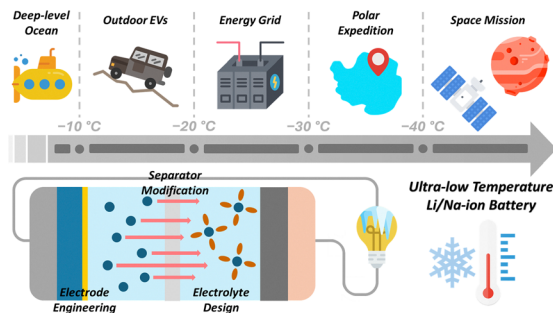 Deep-level
Ocean
Outdoor EVs
Energy Grid
Polar
Expedition
Space Mission
−10 °C
−20 °C
−30 °C
−40 °C
Separator
Modification
Electrode
Engineering
Electrolyte
Design
Ultra-low Temperature
Li/Na-ion Battery